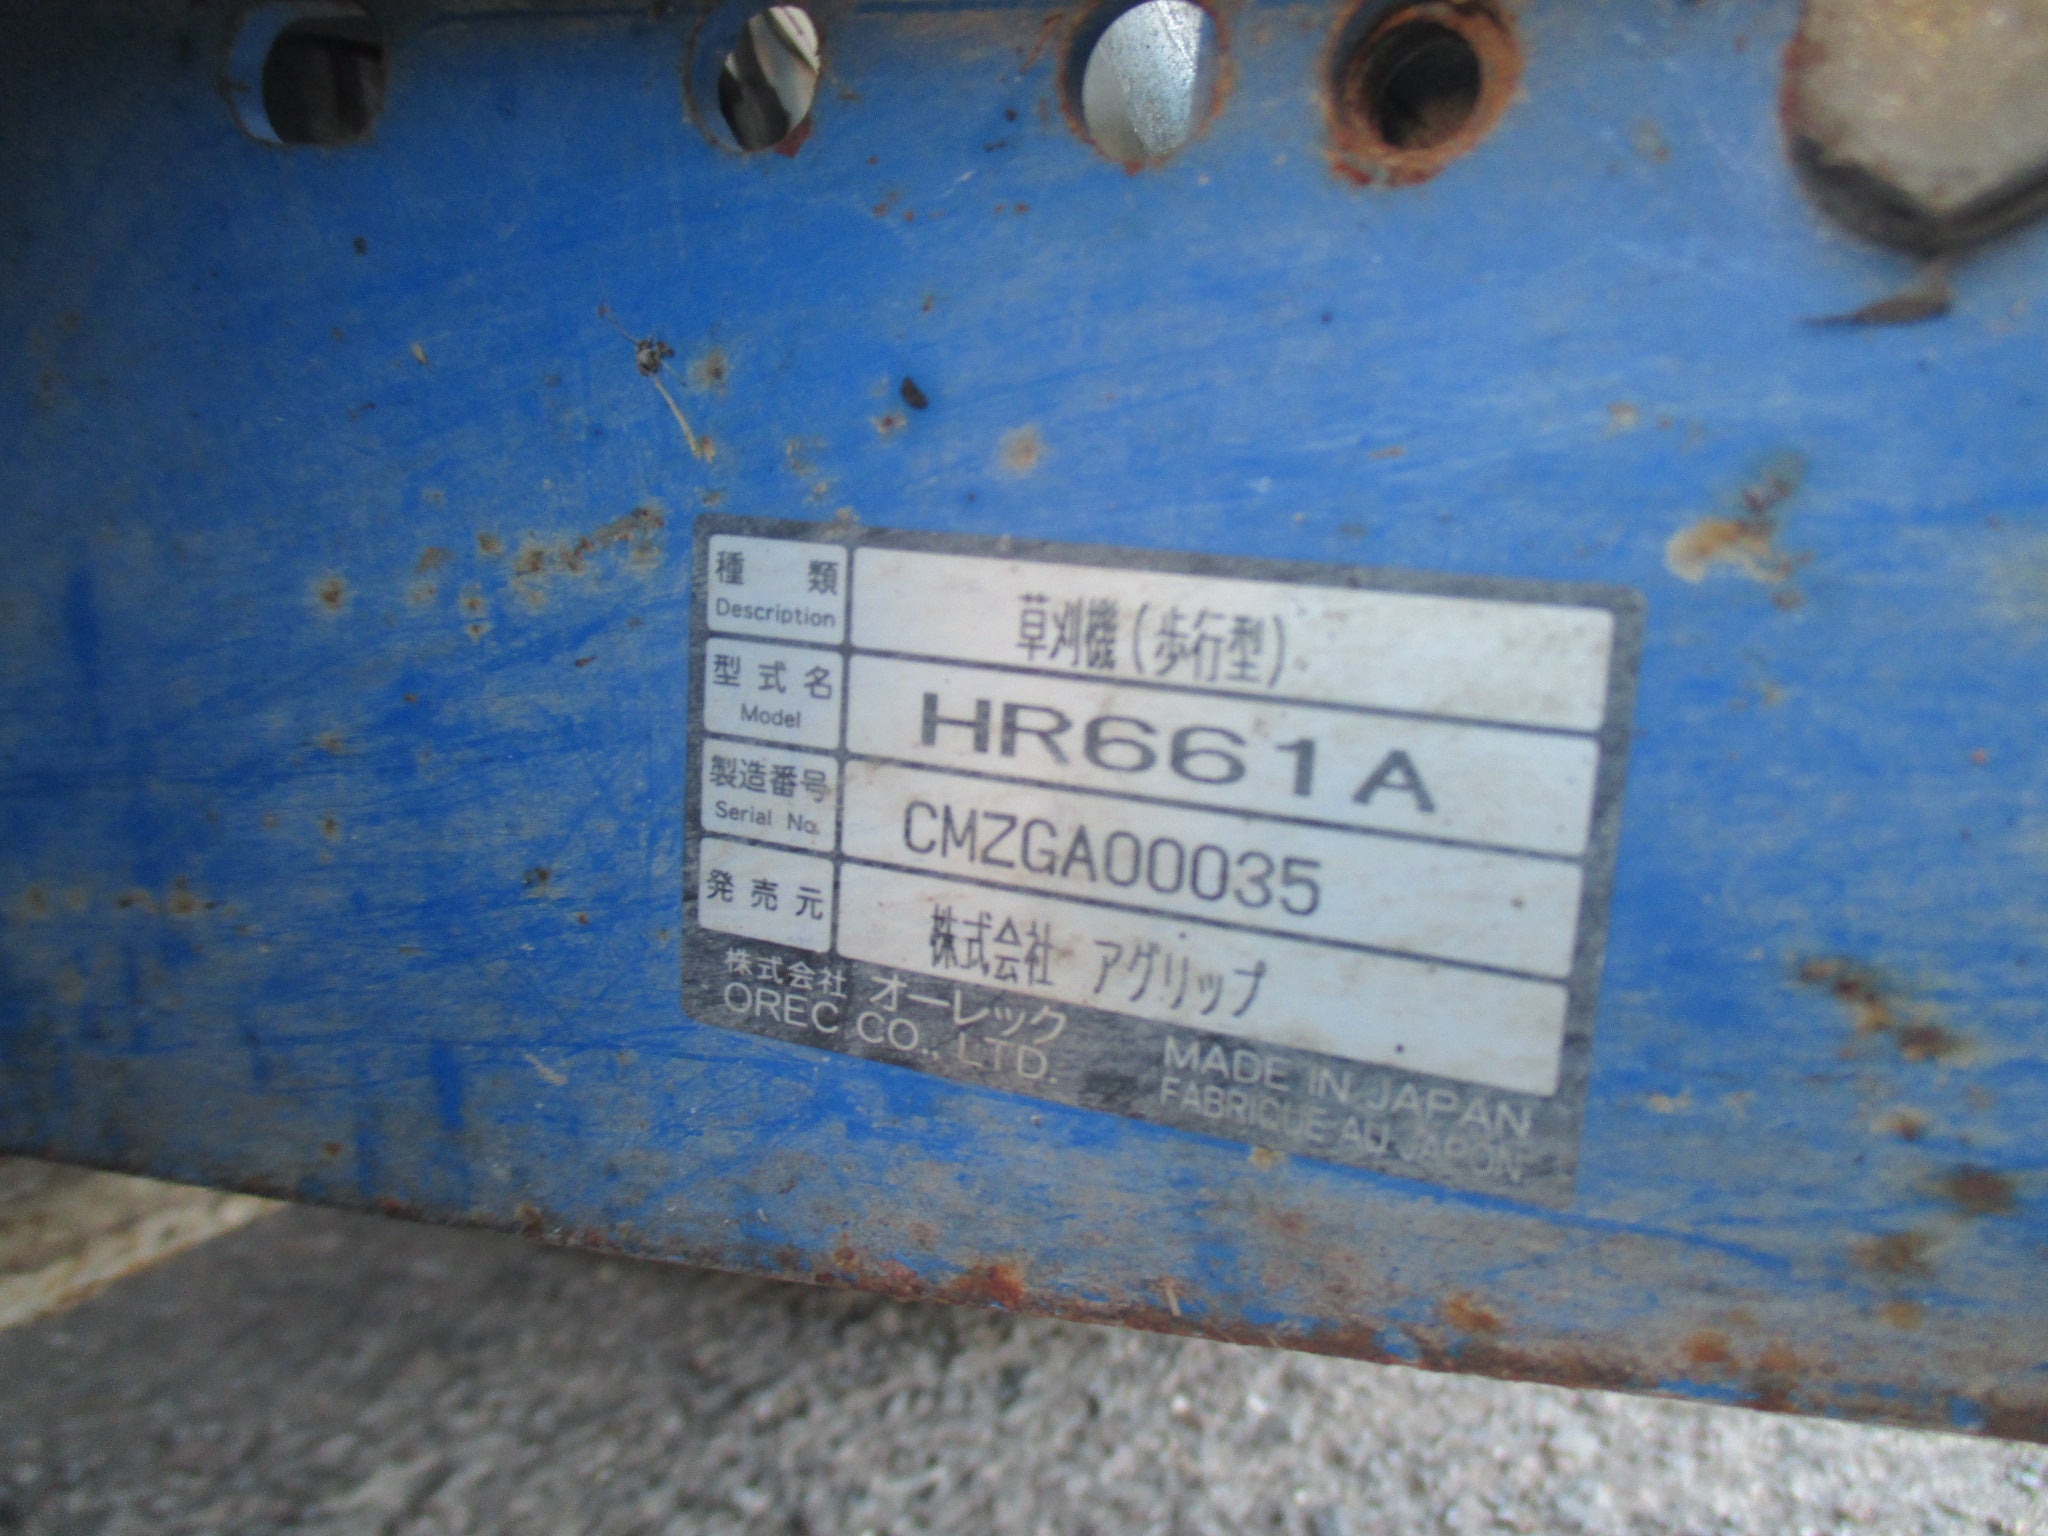 種類 草刈機(歩行型)
Description
型式名 HR661A
Model
製造番号 CMZGA00035
Serial No.
発売元 株式会社 アグリップ
株式会社 オーレック
OREC CO., LTD.
MADE IN JAPAN
FABRIQUE AU JAPON